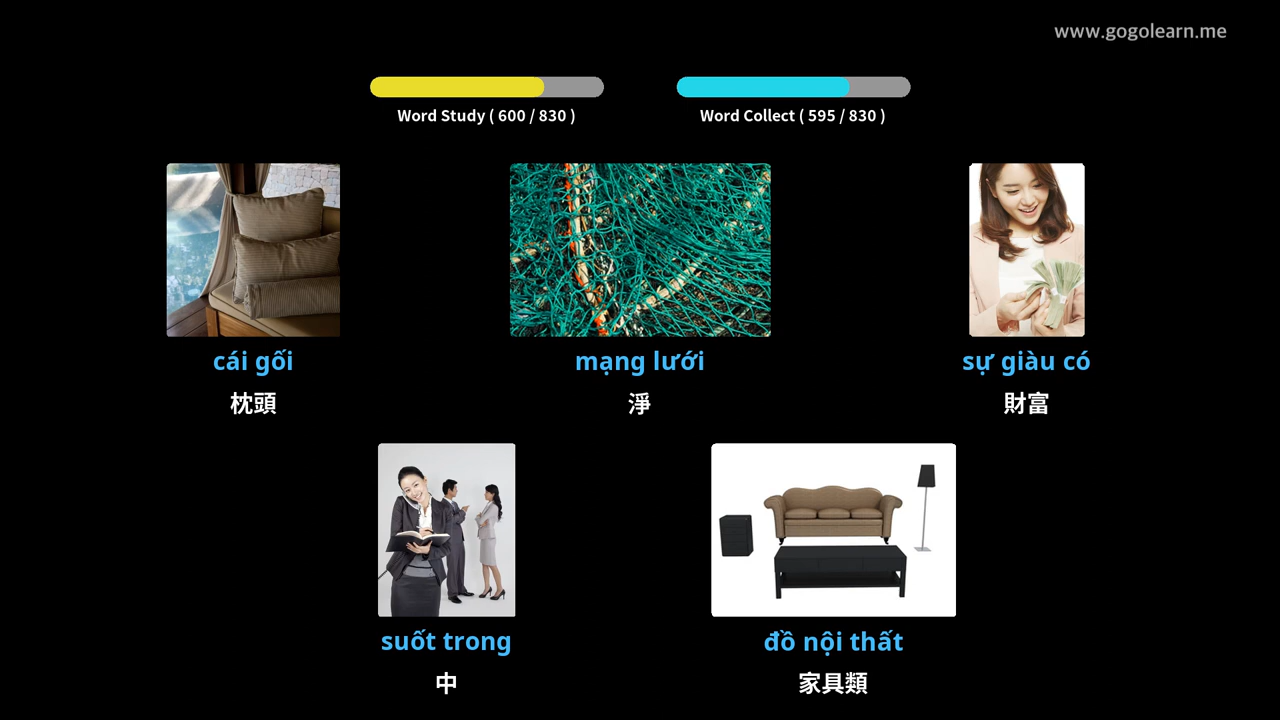 www.gogolearn.me
Word Study ( 600 / 830 )
Word Collect ( 595 / 830 )
cái gối
枕頭
mạng lưới
淨
sự giàu có
財富
suốt trong
中
đồ nội thất
家具類